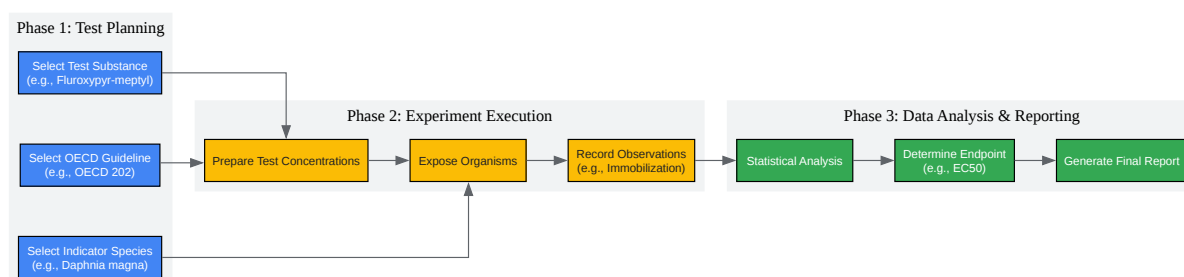 Phase 1: Test Planning
Select Test Substance
(e.g., Fluroxypyr-meptyl)
Select OECD Guideline
(e.g., OECD 202)
Select Indicator Species
(e.g., Daphnia magna)
Phase 2: Experiment Execution
Prepare Test Concentrations
Expose Organisms
Record Observations
(e.g., Immobilization)
Phase 3: Data Analysis & Reporting
Statistical Analysis
Determine Endpoint
(e.g., EC50)
Generate Final Report